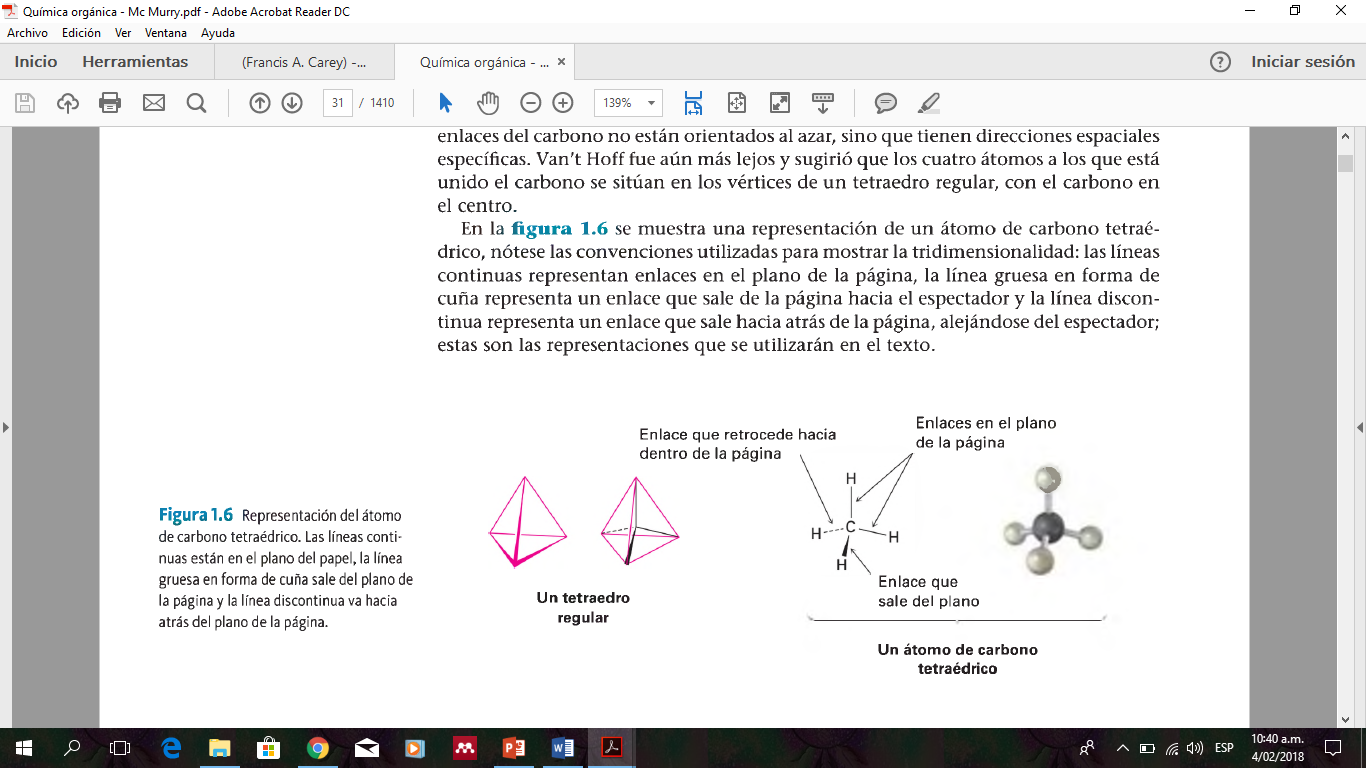 Química orgánica - Mc Murry.pdf - Adobe Acrobat Reader DC
Archivo Edición Ver Ventana Ayuda
Inicio Herramientas (Francis A. Carey) -... Química orgánica - ... × ? Iniciar sesión
31 / 1410 139%
enlaces del carbono no están orientados al azar, sino que tienen direcciones espaciales
específicas. Van't Hoff fue aún más lejos y sugirió que los cuatro átomos a los que está
unido el carbono se sitúan en los vértices de un tetraedro regular, con el carbono en
el centro.
En la figura 1.6 se muestra una representación de un átomo de carbono tetraé-
drico, nótese las convenciones utilizadas para mostrar la tridimensionalidad: las líneas
continuas representan enlaces en el plano de la página, la línea gruesa en forma de
cuña representa un enlace que sale de la página hacia el espectador y la línea discon-
tinua representa un enlace que sale hacia atrás de la página, alejándose del espectador;
estas son las representaciones que se utilizarán en el texto.
Enlace que retrocede hacia
dentro de la página
Enlaces en el plano
de la página
H
H C H
H
Enlace que
sale del plano
Figura 1.6 Representación del átomo
de carbono tetraédrico. Las líneas conti-
nuas están en el plano del papel, la línea
gruesa en forma de cuña sale del plano de
la página y la línea discontinua va hacia
atrás del plano de la página.
Un tetraedro
regular
Un átomo de carbono
tetraédrico
ESP
10:40 a.m.
4/02/2018